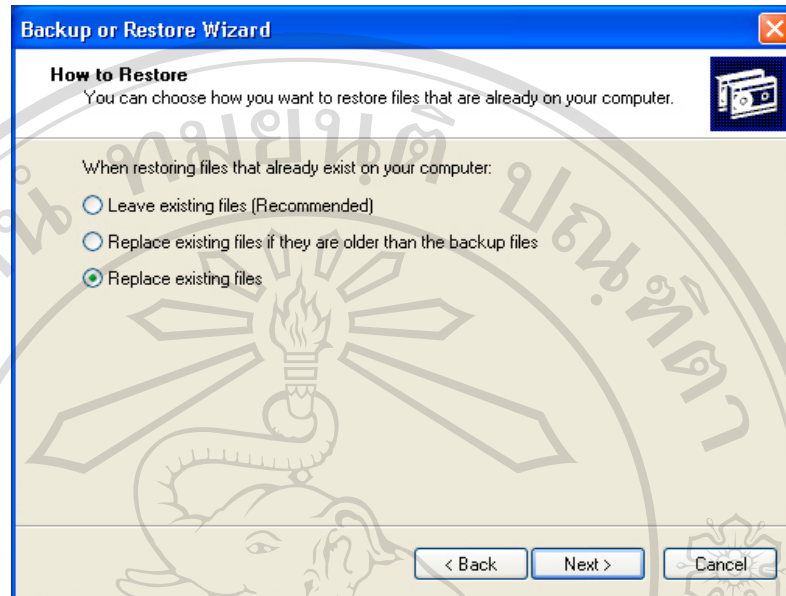 Backup or Restore Wizard
How to Restore
You can choose how you want to restore files that are already on your computer.
When restoring files that already exist on your computer:
Leave existing files (Recommended)
Replace existing files if they are older than the backup files
Replace existing files
< Back
Next >
Cancel